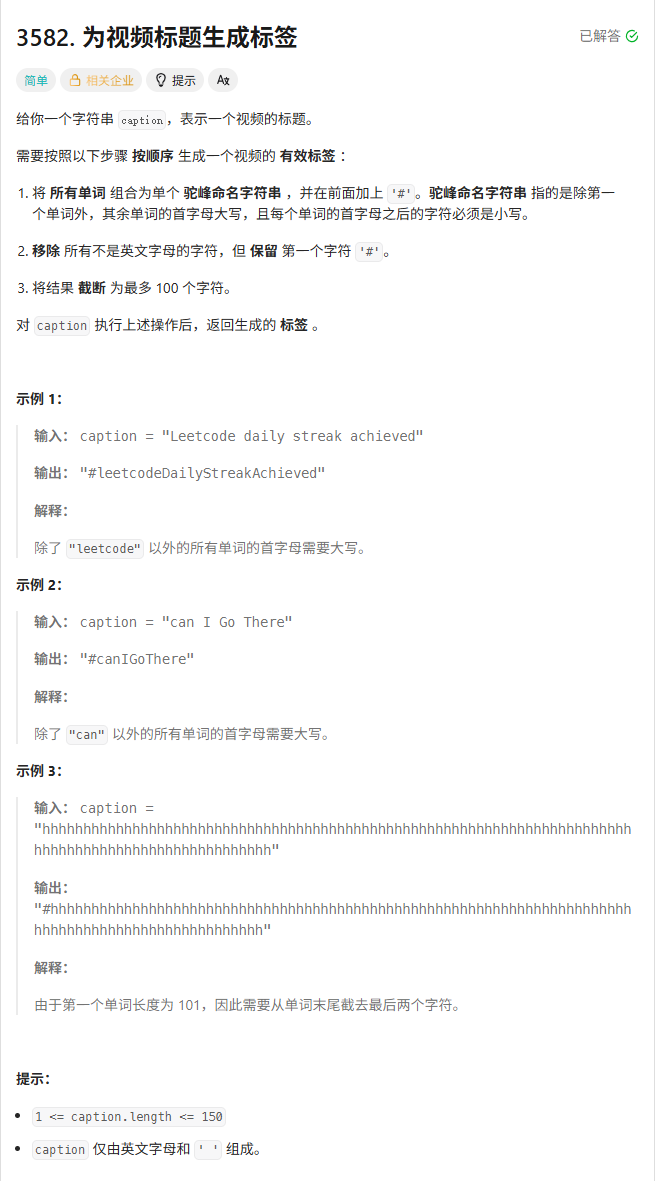 3582. 为视频标题生成标签
已解答
简单 相关企业 提示 Aあ
给你一个字符串 caption，表示一个视频的标题。
需要按照以下步骤 按顺序 生成一个视频的 有效标签 ：
1. 将 所有单词 组合为单个 驼峰命名字符串 ，并在前面加上 '#'。驼峰命名字符串 指的是除第一
个单词外，其余单词的首字母大写，且每个单词的首字母之后的字符必须是小写。
2. 移除 所有不是英文字母的字符，但 保留 第一个字符 '#'。
3. 将结果 截断 为最多 100 个字符。
对 caption 执行上述操作后，返回生成的 标签 。
示例 1：
输入： caption = "Leetcode daily streak achieved"
输出： "#leetcodeDailyStreakAchieved"
解释：
除了 "leetcode" 以外的所有单词的首字母需要大写。
示例 2：
输入： caption = "can I Go There"
输出： "#canIGoThere"
解释：
除了 "can" 以外的所有单词的首字母需要大写。
示例 3：
输入： caption =
"hhhhhhhhhhhhhhhhhhhhhhhhhhhhhhhhhhhhhhhhhhhhhhhhhhhhhhhhhhhhhhhhhhhhhhhh
hhhhhhhhhhhhhhhhhhhhhhhhhhhhh"
输出：
"#hhhhhhhhhhhhhhhhhhhhhhhhhhhhhhhhhhhhhhhhhhhhhhhhhhhhhhhhhhhhhhhhhhhhhhh
hhhhhhhhhhhhhhhhhhhhhhhhhhhh"
解释：
由于第一个单词长度为 101，因此需要从单词末尾截去最后两个字符。
提示：
• 1 <= caption.length <= 150
• caption 仅由英文字母和 ' ' 组成。